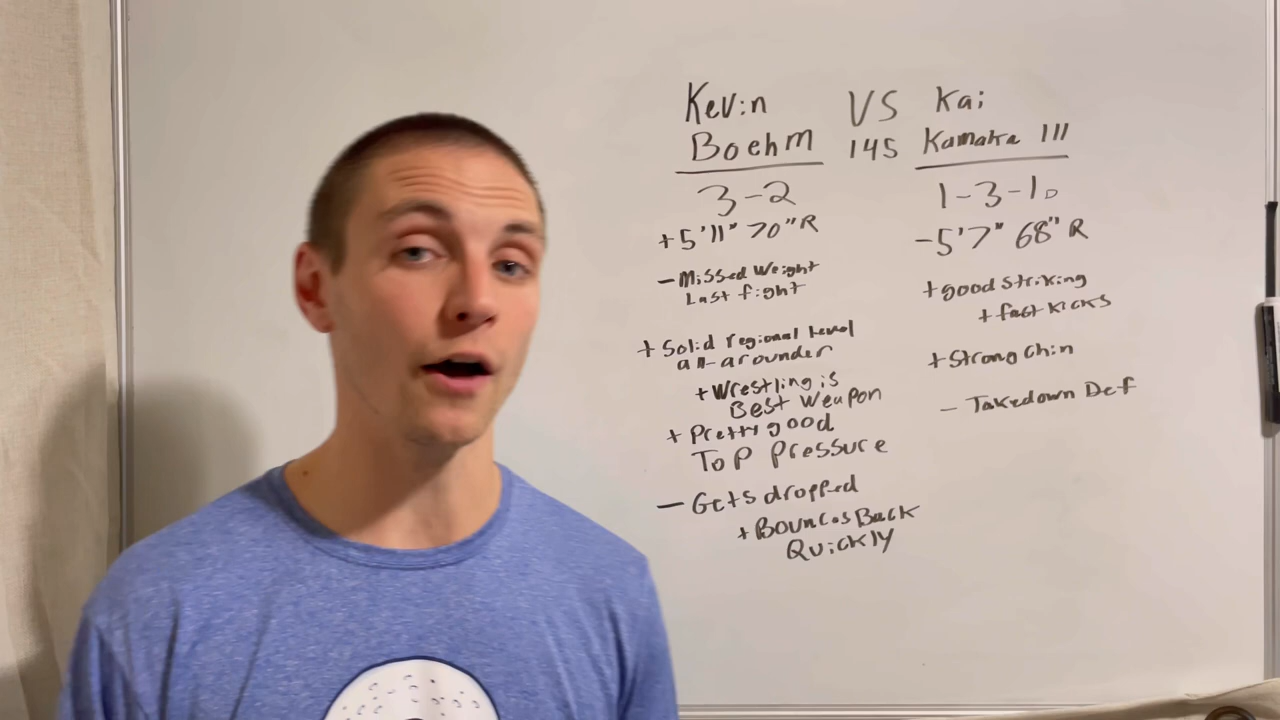 Kevin
Boehm
3-2
+5'11" 70"R
- Missed Weight
Last fight
+ Solid regional level
all-arounder
+ Wrestling is
Best Weapon
+ Pretty good
Top Pressure
- Gets dropped
+ Bounces Back
Quickly
VS
145
Kai
Kamaka III
1-3-1D
-5'7" 68" R
+ good striking
+ fast kicks
+ Strong Chin
- Takedown Def